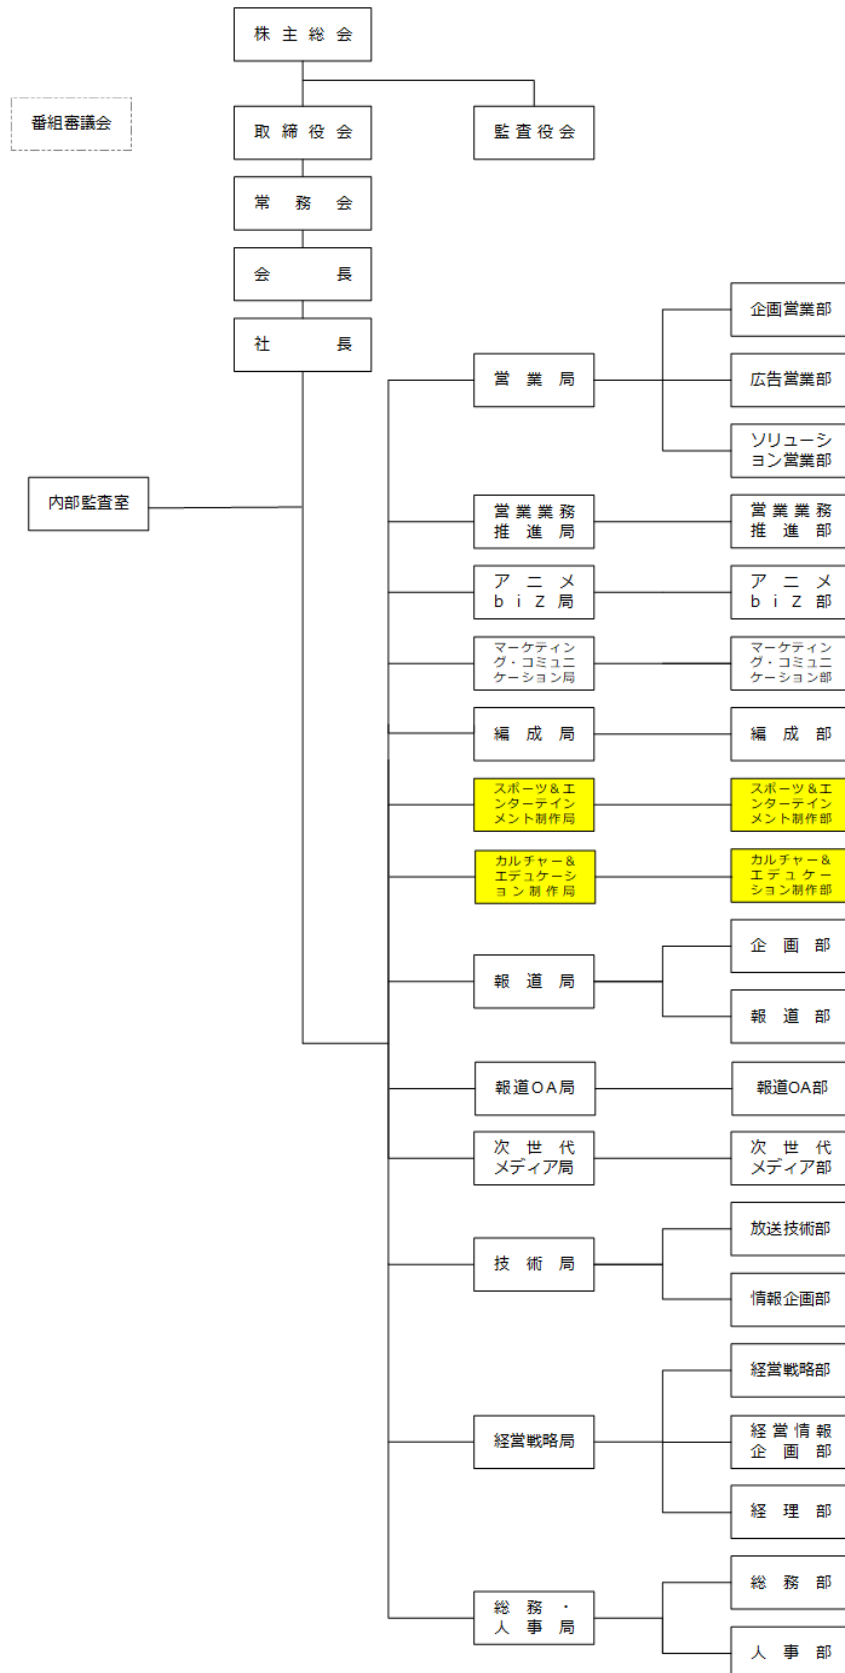 株主総会
番組審議会
取締役会
監査役会
常務会
会長
社長
企画営業部
営業局
広告営業部
ソリューシ
ョン営業部
内部監査室
営業業務
推進局
営業業務
推進部
アニメ
biZ局
アニメ
biZ部
マーケティン
グ・コミュニ
ケーション局
マーケティン
グ・コミュニ
ケーション部
編成局
編成部
スポーツ&エ
ンターテイン
メント制作局
スポーツ&エ
ンターテイン
メント制作部
カルチャー&
エデュケーシ
ョン制作局
カルチャー&
エデュケー
ション制作部
企画部
報道局
報道部
報道OA局
報道OA部
次世代
メディア局
次世代
メディア部
放送技術部
技術局
情報企画部
経営戦略部
経営戦略局
経営情報
企画部
経理部
総務部
総務・
人事局
人事部